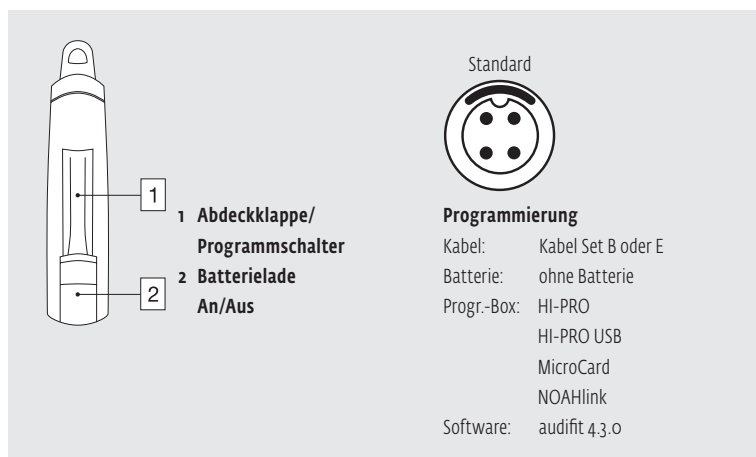 1
2
1 Abdeckklappe/
Programmschalter
2 Batterielade
An/Aus
Standard
Programmierung
Kabel: Kabel Set B oder E
Batterie: ohne Batterie
Progr.-Box: HI-PRO
HI-PRO USB
MicroCard
NOAHlink
Software: audifit 4.3.0